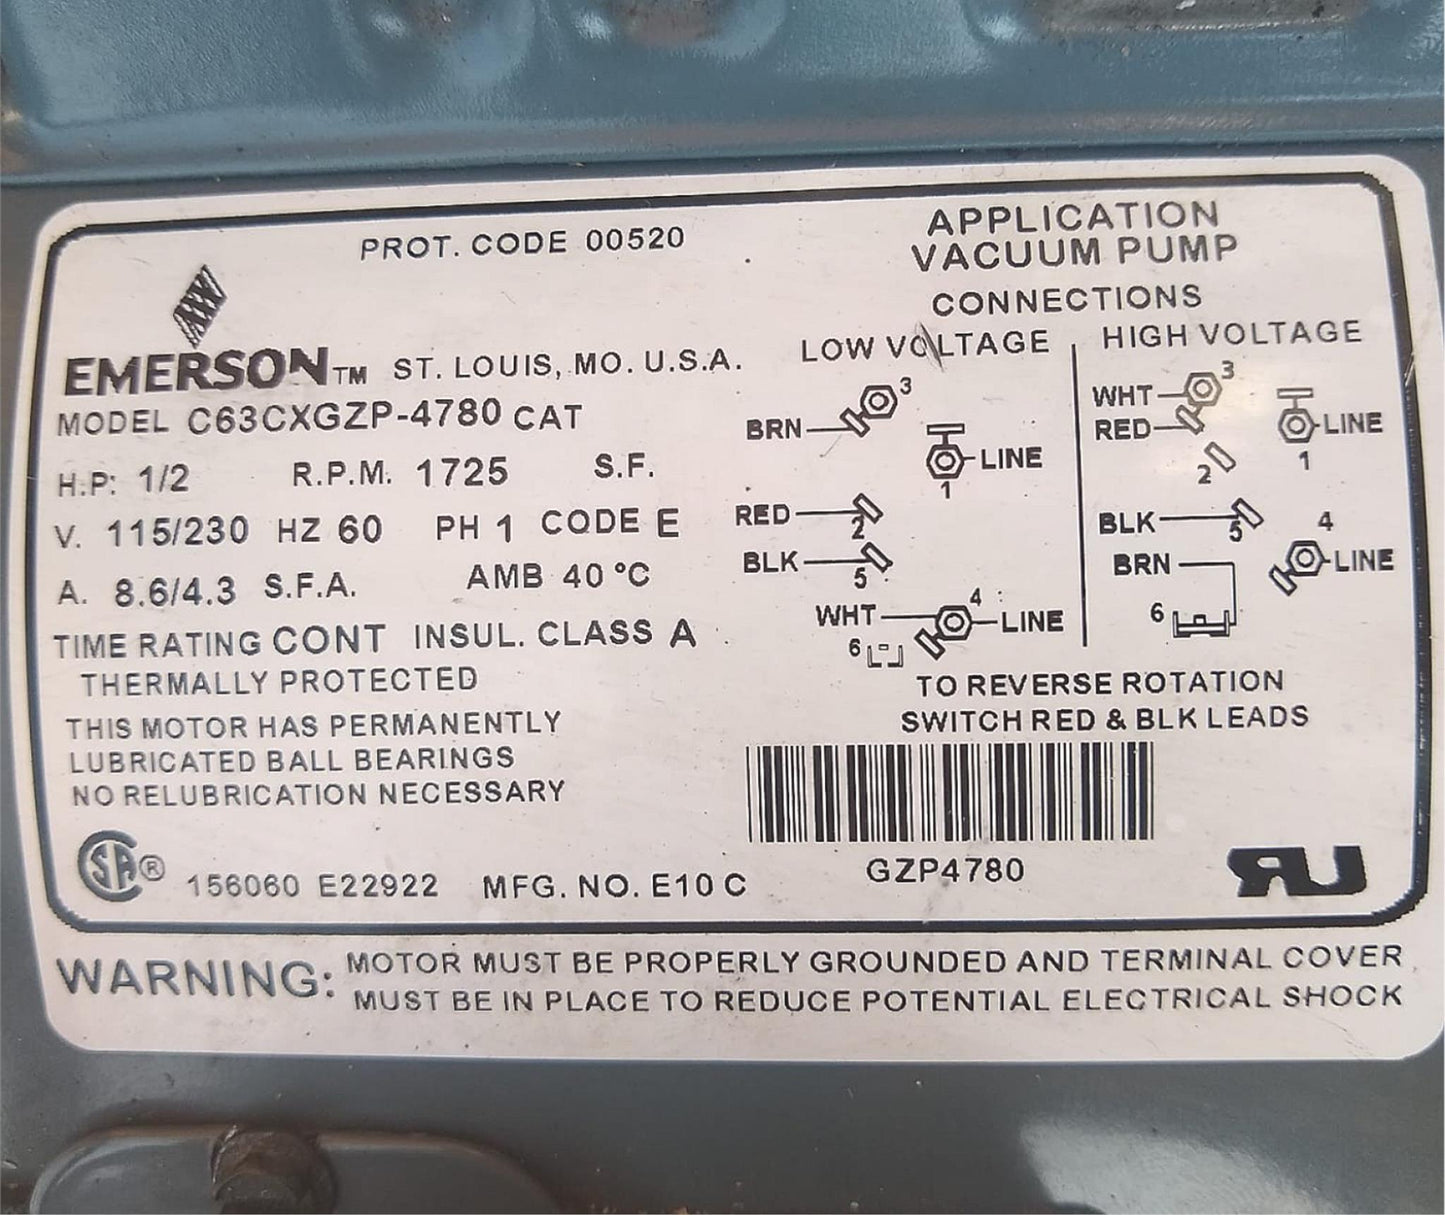 PROT. CODE 00520
EMERSON™ ST. LOUIS, MO. U.S.A.
MODEL C63CXGZP-4780 CAT
H.P: 1/2 R.P.M. 1725 S.F.
V. 115/230 HZ 60 PH 1 CODE E
A. 8.6/4.3 S.F.A. AMB 40 °C
TIME RATING CONT INSUL. CLASS A
THERMALLY PROTECTED
THIS MOTOR HAS PERMANENTLY
LUBRICATED BALL BEARINGS
NO RELUBRICATION NECESSARY
SA® 156060 E22922 MFG. NO. E10 C
APPLICATION
VACUUM PUMP
CONNECTIONS
LOW VOLTAGE
BRN 3
LINE
1
RED 2
BLK 5
WHT 4 LINE
6
HIGH VOLTAGE
WHT 3
RED LINE
2 1
BLK 5 4
BRN LINE
6
TO REVERSE ROTATION
SWITCH RED & BLK LEADS
GZP4780
RU
WARNING: MOTOR MUST BE PROPERLY GROUNDED AND TERMINAL COVER
MUST BE IN PLACE TO REDUCE POTENTIAL ELECTRICAL SHOCK